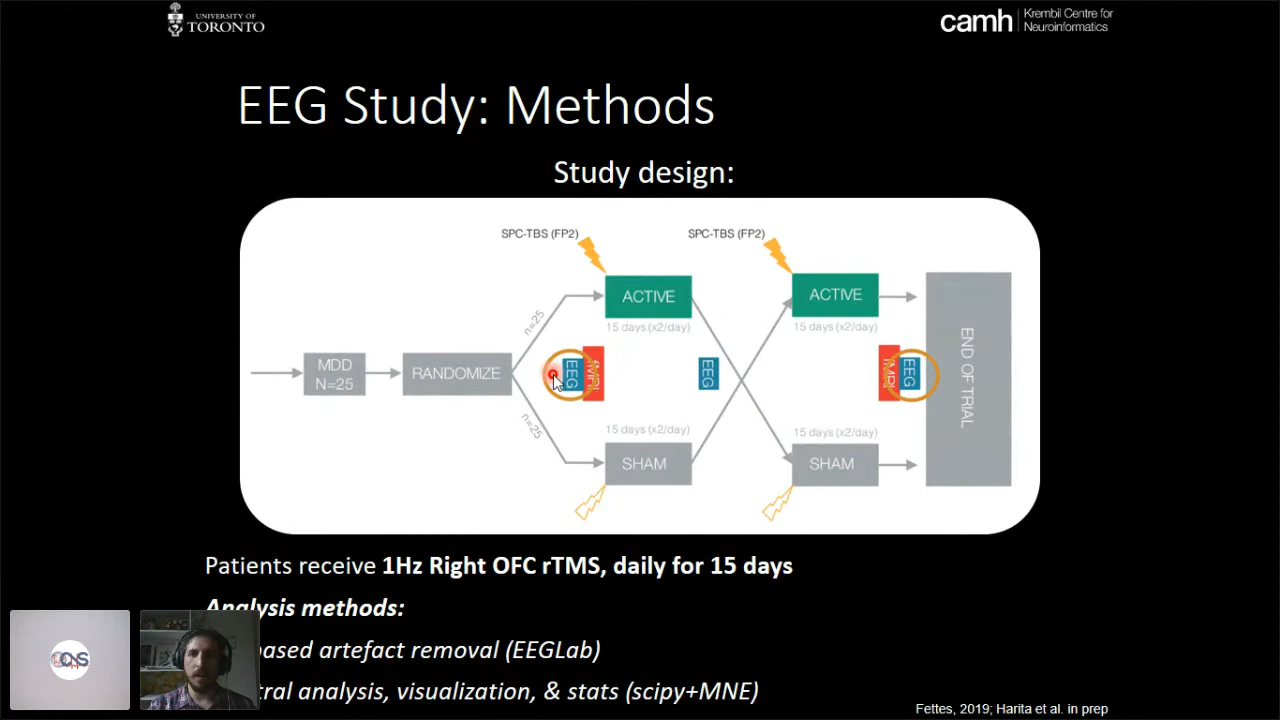 UNIVERSITY OF
TORONTO
camh
Krembil Centre for
Neuroinformatics
EEG Study: Methods
Study design:
SPC-TBS (FP2)
SPC-TBS (FP2)
ACTIVE
ACTIVE
n=25
15 days (x2/day)
15 days (x2/day)
MDD
N=25
RANDOMIZE
EEG
fMRI
EEG
fMRI
EEG
END OF TRIAL
n=25
15 days (x2/day)
15 days (x2/day)
SHAM
SHAM
Patients receive 1Hz Right OFC rTMS, daily for 15 days
Analysis methods:
based artefact removal (EEGLab)
tral analysis, visualization, & stats (scipy+MNE)
Fettes, 2019; Harita et al. in prep